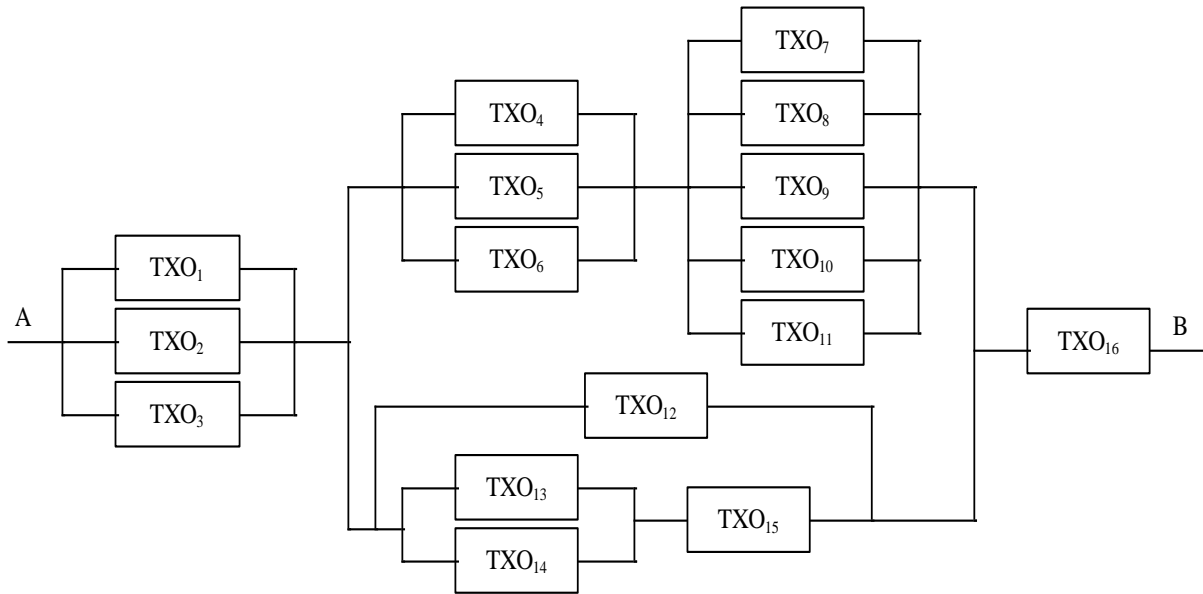 TXO₇
TXO₄
TXO₈
TXO₅
TXO₉
TXO₁
TXO₆
TXO₁₀
A
TXO₂
TXO₁₁
TXO₁₆
B
TXO₃
TXO₁₂
TXO₁₃
TXO₁₅
TXO₁₄